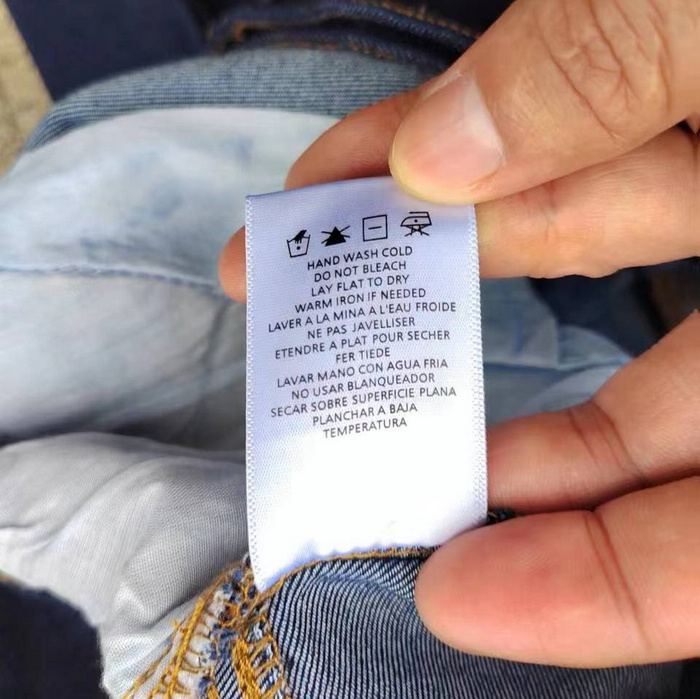 HAND WASH COLD
DO NOT BLEACH
LAY FLAT TO DRY
WARM IRON IF NEEDED
LAVER A LA MINA A L'EAU FROIDE
NE PAS JAVELLISER
ETENDRE A PLAT POUR SECHER
FER TIEDE
LAVAR MANO CON AGUA FRIA
NO USAR BLANQUEADOR
SECAR SOBRE SUPERFICIE PLANA
PLANCHAR A BAJA
TEMPERATURA